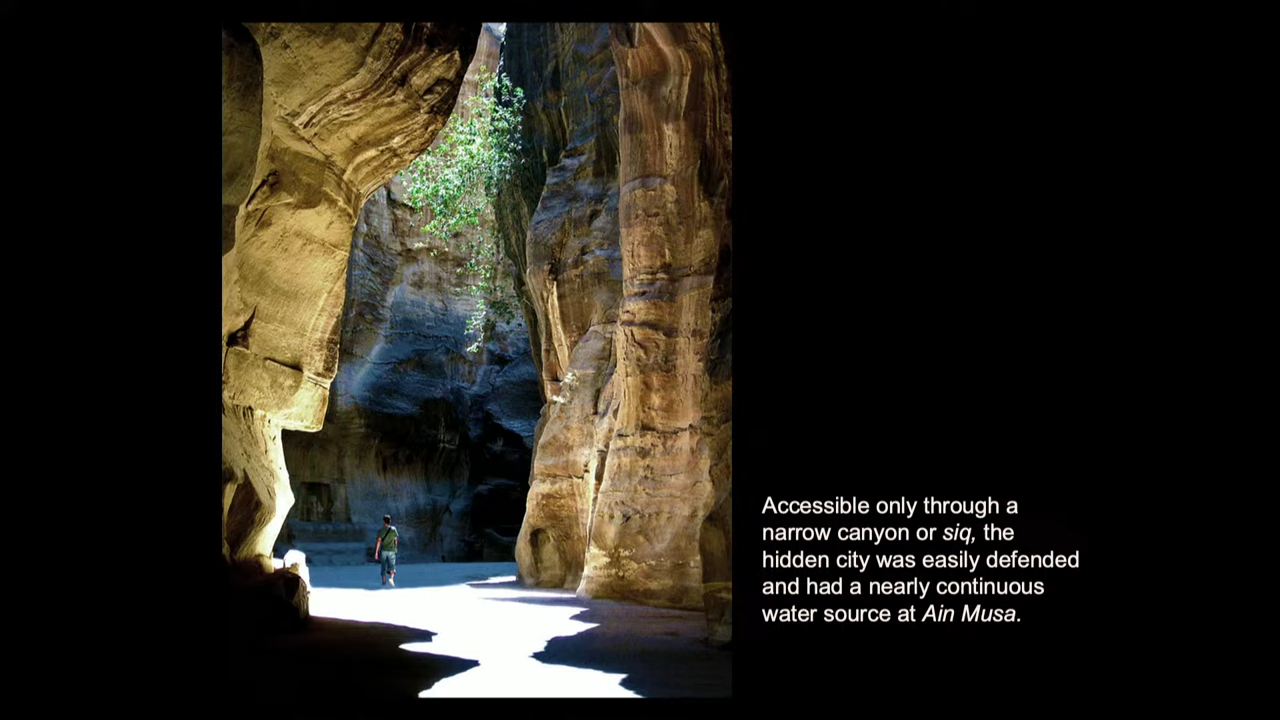 Accessible only through a
narrow canyon or siq, the
hidden city was easily defended
and had a nearly continuous
water source at Ain Musa.